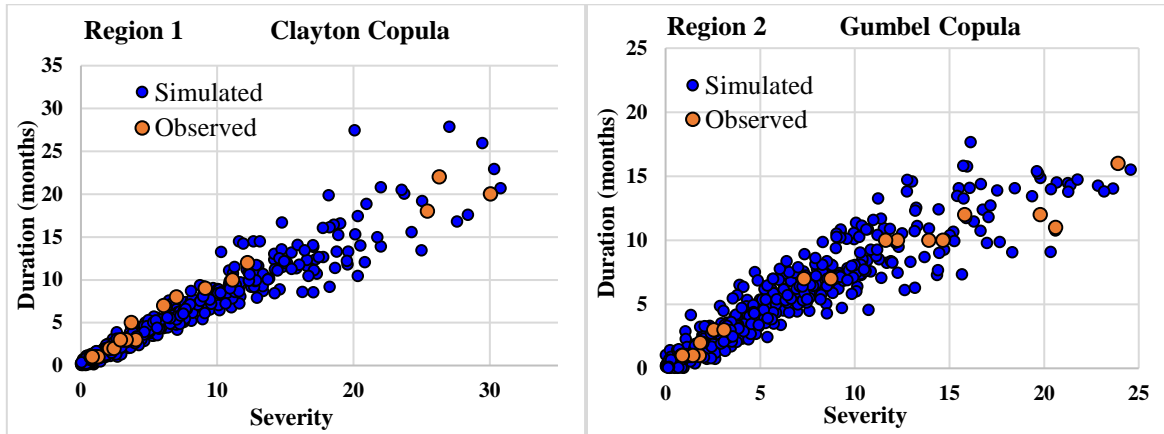 Region 1 Clayton Copula
35
30
25
20
15
10
5
0
Duration (months)
Simulated
Observed
0 10 20 30
Severity
Region 2 Gumbel Copula
25
20
15
10
5
0
Duration (months)
Simulated
Observed
0 5 10 15 20 25
Severity